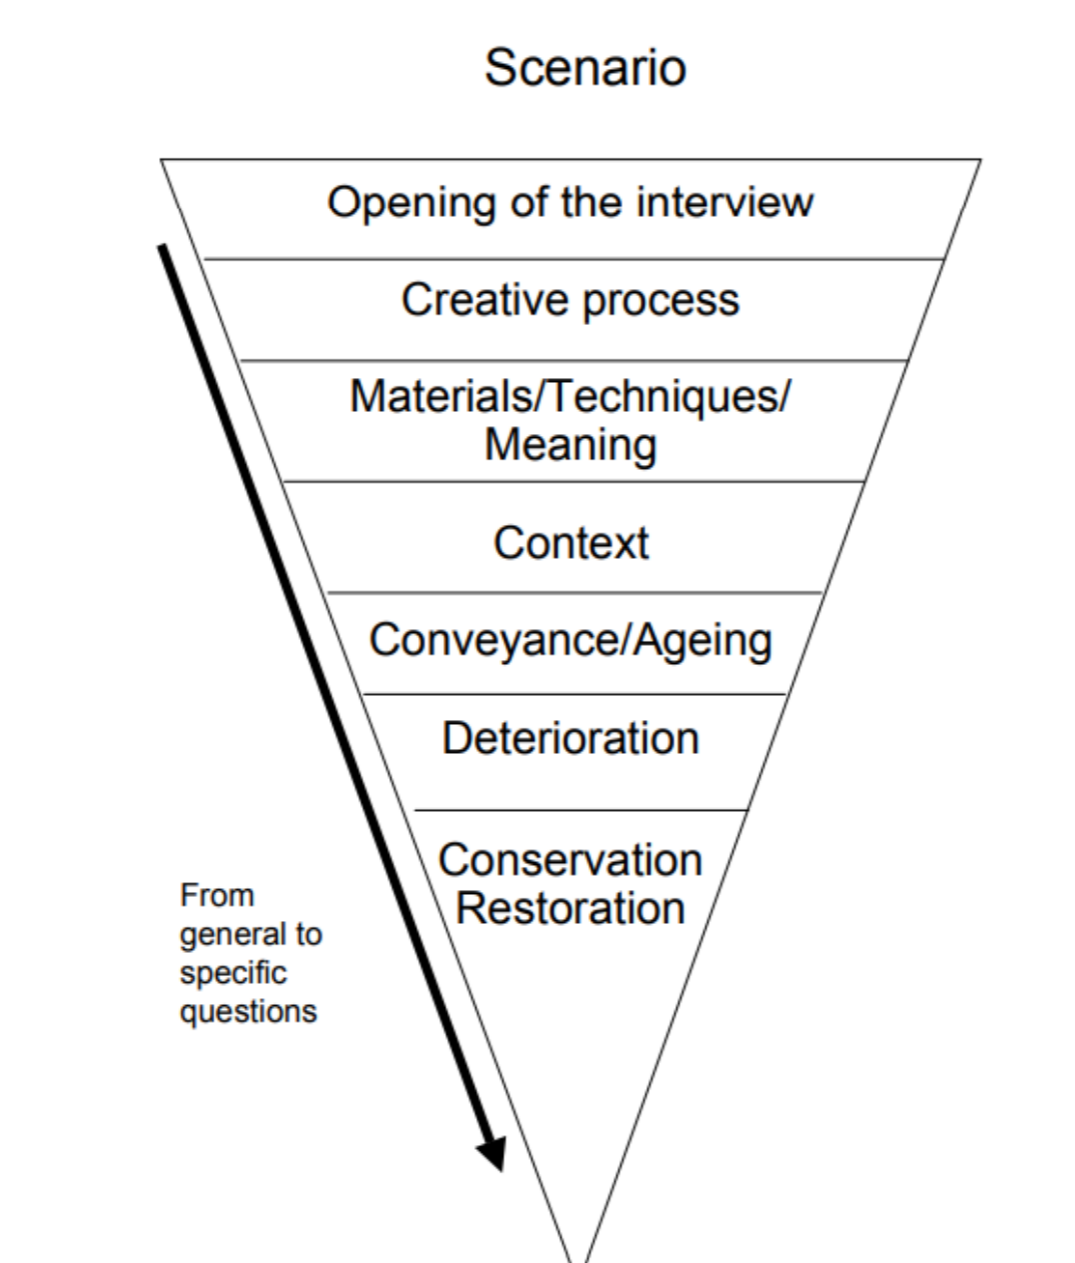 Scenario
Opening of the interview
Creative process
Materials/Techniques/
Meaning
Context
Conveyance/Ageing
Deterioration
Conservation
Restoration
From
general to
specific
questions